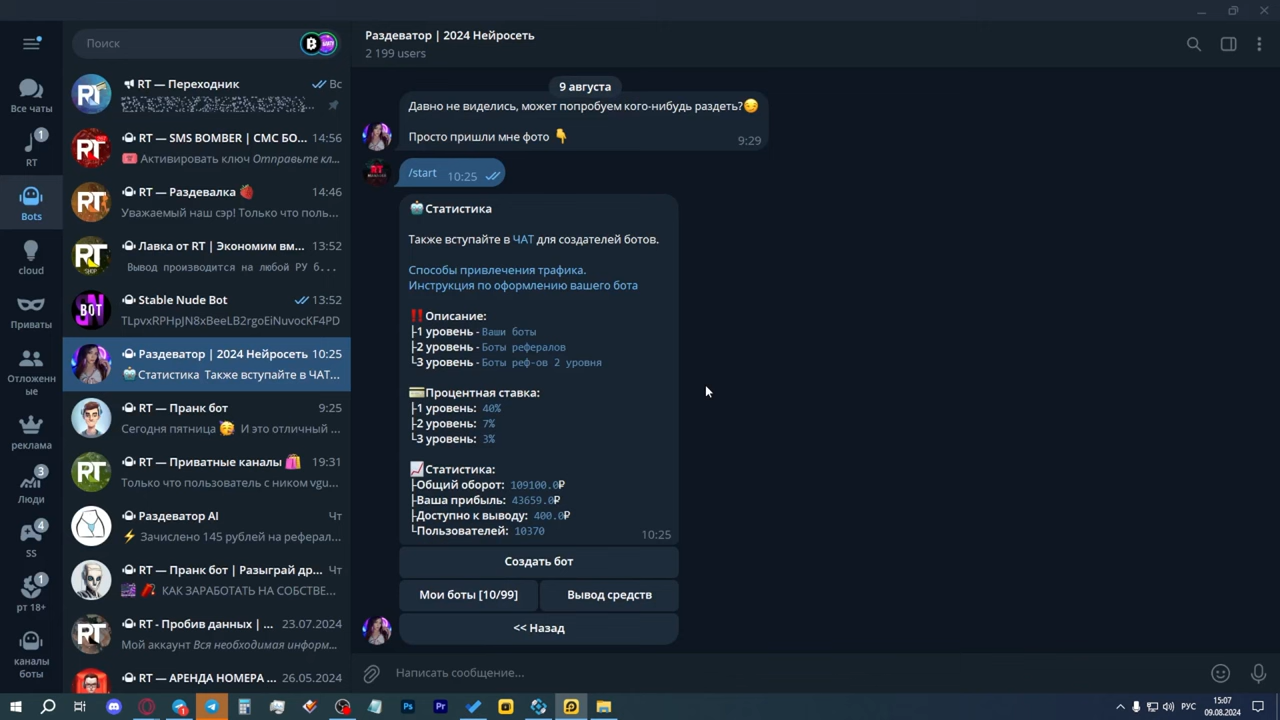 Поиск
Все чаты
1
RT
Bots
cloud
Приваты
Отложенн
ые
реклама
3
Люди
4
SS
1
рт 18+
каналы
боты
RT — Переходник
Вс
RT — SMS BOMBER | СМС БО... 14:56
Активировать ключ Отправьте кл...
RT — Раздевалка 🍓 14:46
Уважаемый наш сэр! Только что поль...
Лавка от RT | Экономим вм... 13:52
Вывод производится на любой РУ б...
Stable Nude Bot 13:52
TLpvxRPHpJN8xBeeLB2rgoEiNuvocKF4PD
Раздеватор | 2024 Нейросеть 10:25
Статистика Также вступайте в ЧАТ...
RT — Пранк бот 9:25
Сегодня пятница 🥳 И это отличный ...
RT — Приватные каналы 🛍 19:31
Только что пользователь с ником vgu...
Раздеватор AI Чт
⚡ Зачислено 145 рублей на реферал...
RT — Пранк бот | Разыграй др... Чт
КАК ЗАРАБОТАТЬ НА СОБСТВЕ...
RT - Пробив данных | ... 23.07.2024
Мой аккаунт Вся необходимая информ...
RT — АРЕНДА НОМЕРА ... 26.05.2024
Раздеватор | 2024 Нейросеть
2 199 users
9 августа
Давно не виделись, может попробуем кого-нибудь раздеть?😏
Просто пришли мне фото 👇
9:29
/start 10:25
Статистика
Также вступайте в ЧАТ для создателей ботов.
Способы привлечения трафика.
Инструкция по оформлению вашего бота
‼️Описание:
├1 уровень - Ваши боты
├2 уровень - Боты рефералов
└3 уровень - Боты реф-ов 2 уровня
💳Процентная ставка:
├1 уровень: 40%
├2 уровень: 7%
└3 уровень: 3%
📈Статистика:
├Общий оборот: 109100.0₽
├Ваша прибыль: 43659.0₽
├Доступно к выводу: 400.0₽
└Пользователей: 10370
10:25
Создать бот
Мои боты [10/99]
Вывод средств
<< Назад
Написать сообщение...
РУС
15:07
09.08.2024